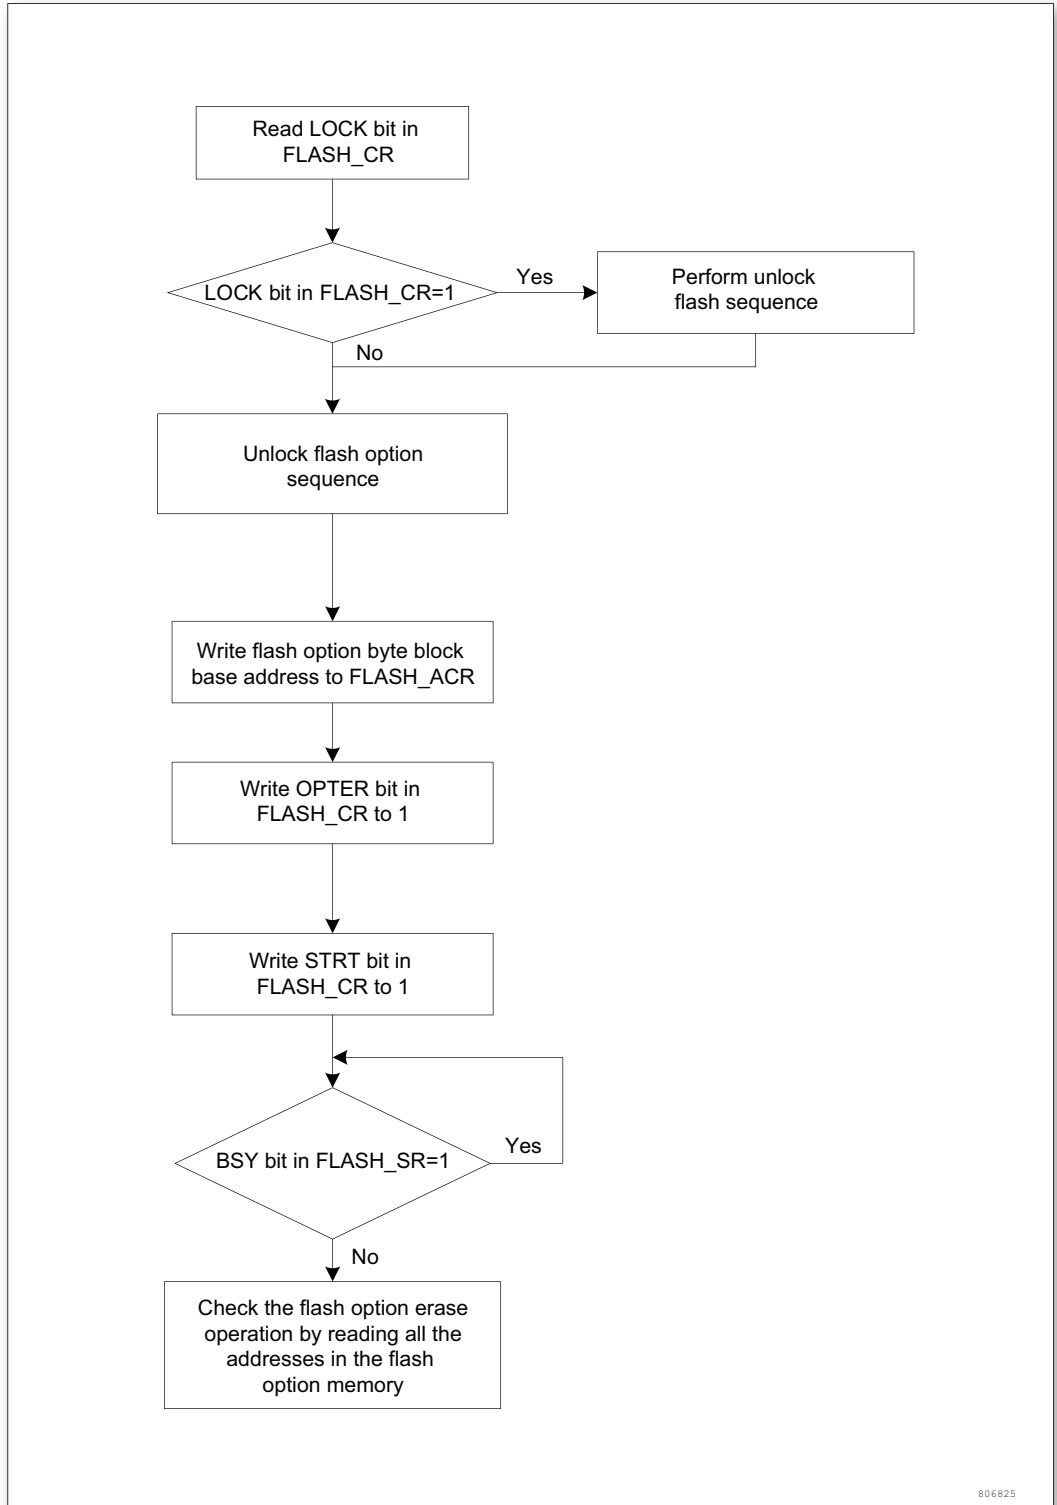 Read LOCK bit in
FLASH_CR
LOCK bit in FLASH_CR=1
Yes
Perform unlock
flash sequence
No
Unlock flash option
sequence
Write flash option byte block
base address to FLASH_ACR
Write OPTER bit in
FLASH_CR to 1
Write STRT bit in
FLASH_CR to 1
BSY bit in FLASH_SR=1
Yes
No
Check the flash option erase
operation by reading all the
addresses in the flash
option memory
806825